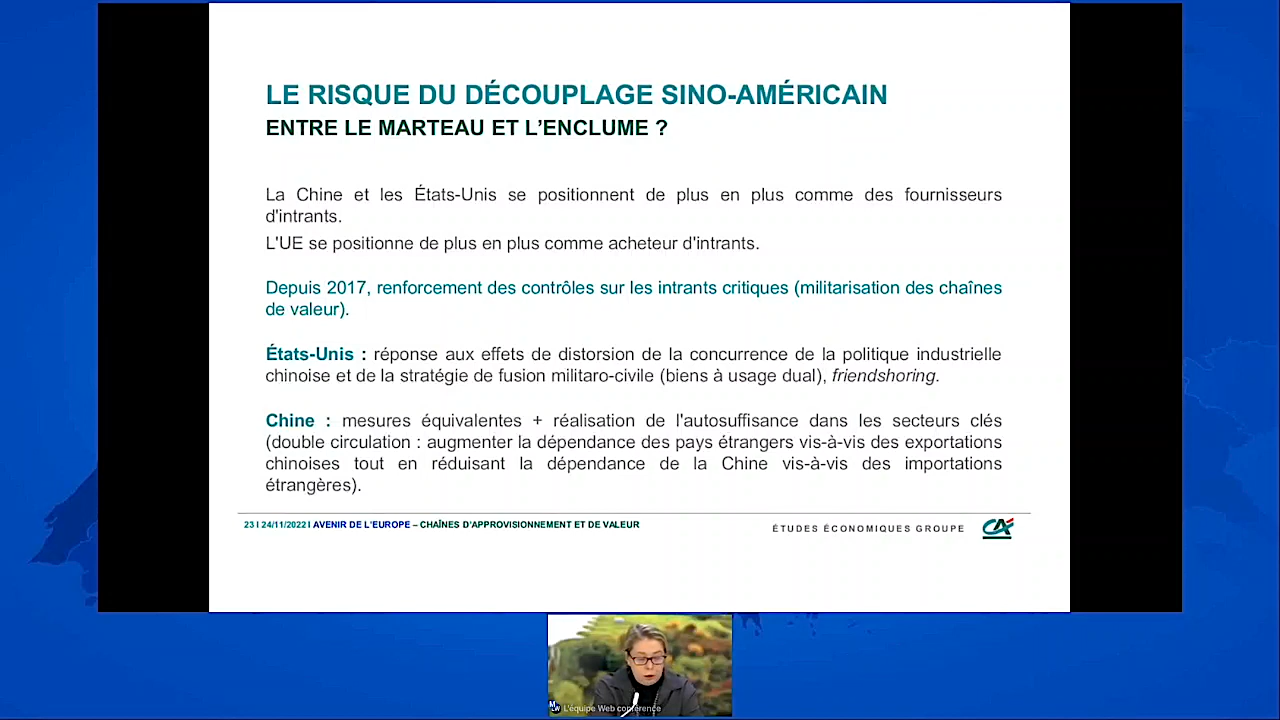 LE RISQUE DU DÉCOUPLAGE SINO-AMÉRICAIN
ENTRE LE MARTEAU ET L'ENCLUME ?
La Chine et les États-Unis se positionnent de plus en plus comme des fournisseurs
d'intrants.
L'UE se positionne de plus en plus comme acheteur d'intrants.
Depuis 2017, renforcement des contrôles sur les intrants critiques (militarisation des chaînes
de valeur).
États-Unis : réponse aux effets de distorsion de la concurrence de la politique industrielle
chinoise et de la stratégie de fusion militaro-civile (biens à usage dual), friendshoring.
Chine : mesures équivalentes + réalisation de l'autosuffisance dans les secteurs clés
(double circulation : augmenter la dépendance des pays étrangers vis-à-vis des exportations
chinoises tout en réduisant la dépendance de la Chine vis-à-vis des importations
étrangères).
23 I 24/11/2022 I AVENIR DE L'EUROPE – CHAÎNES D'APPROVISIONNEMENT ET DE VALEUR
ÉTUDES ÉCONOMIQUES GROUPE
CA
MW L'équipe Web conférence